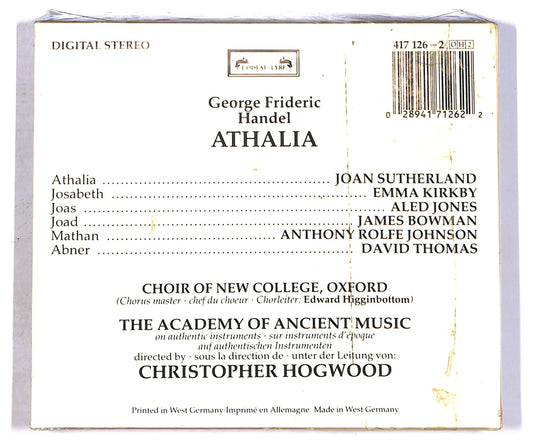 DIGITAL STEREO
L'OISEAU-LYRE
417 126-2 OH2
0 28941 71262 2
George Frideric
Handel
ATHALIA
Athalia JOAN SUTHERLAND
Josabeth EMMA KIRKBY
Joas ALED JONES
Joad JAMES BOWMAN
Mathan ANTHONY ROLFE JOHNSON
Abner DAVID THOMAS
CHOIR OF NEW COLLEGE, OXFORD
(Chorus master · chef du choeur · Chorleiter: Edward Higginbottom)
THE ACADEMY OF ANCIENT MUSIC
on authentic instruments · sur instruments d'époque
auf authentischen Instrumenten
directed by · sous la direction de · unter der Leitung von:
CHRISTOPHER HOGWOOD
Printed in West Germany/Imprimé en Allemagne. Made in West Germany